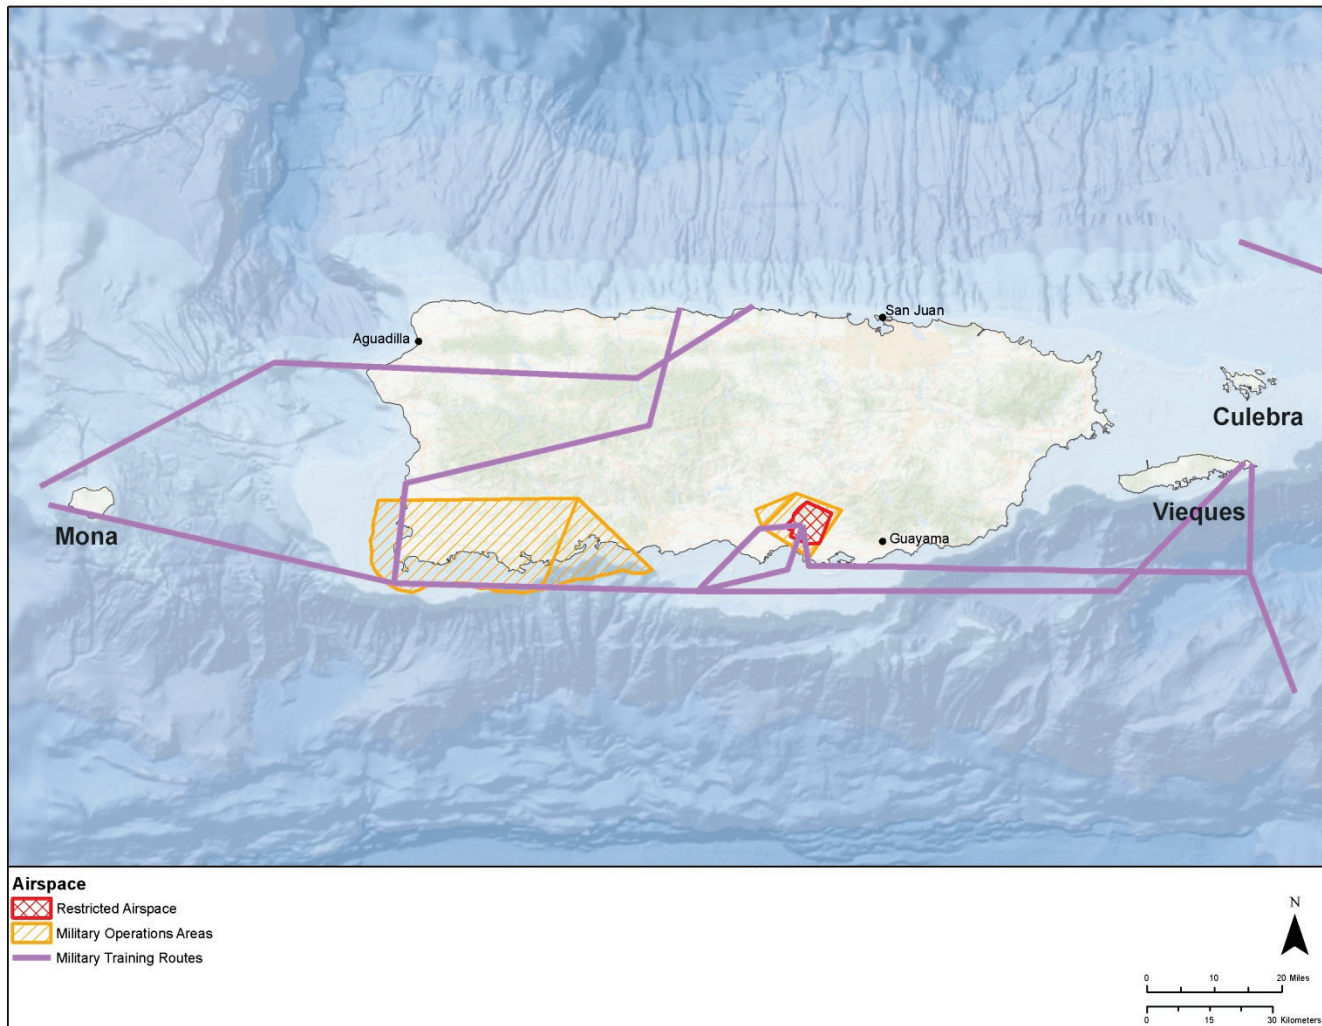 San Juan
Aguadilla
Culebra
Vieques
Mona
Guayama
Airspace
Restricted Airspace
Military Operations Areas
Military Training Routes
N
0 10 20 Miles
0 15 30 Kilometers